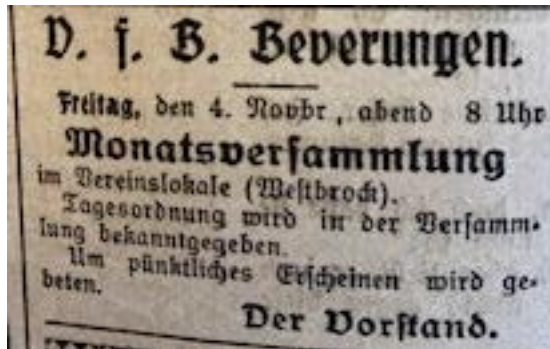 V. f. B. Beverungen.
Freitag, den 4. Novbr, abend 8 Uhr
Monatsversammlung
im Vereinslokale (Westbrock).
Tagesordnung wird in der Versamm-
lung bekanntgegeben.
Um pünktliches Erscheinen wird ge-
beten.
Der Vorstand.